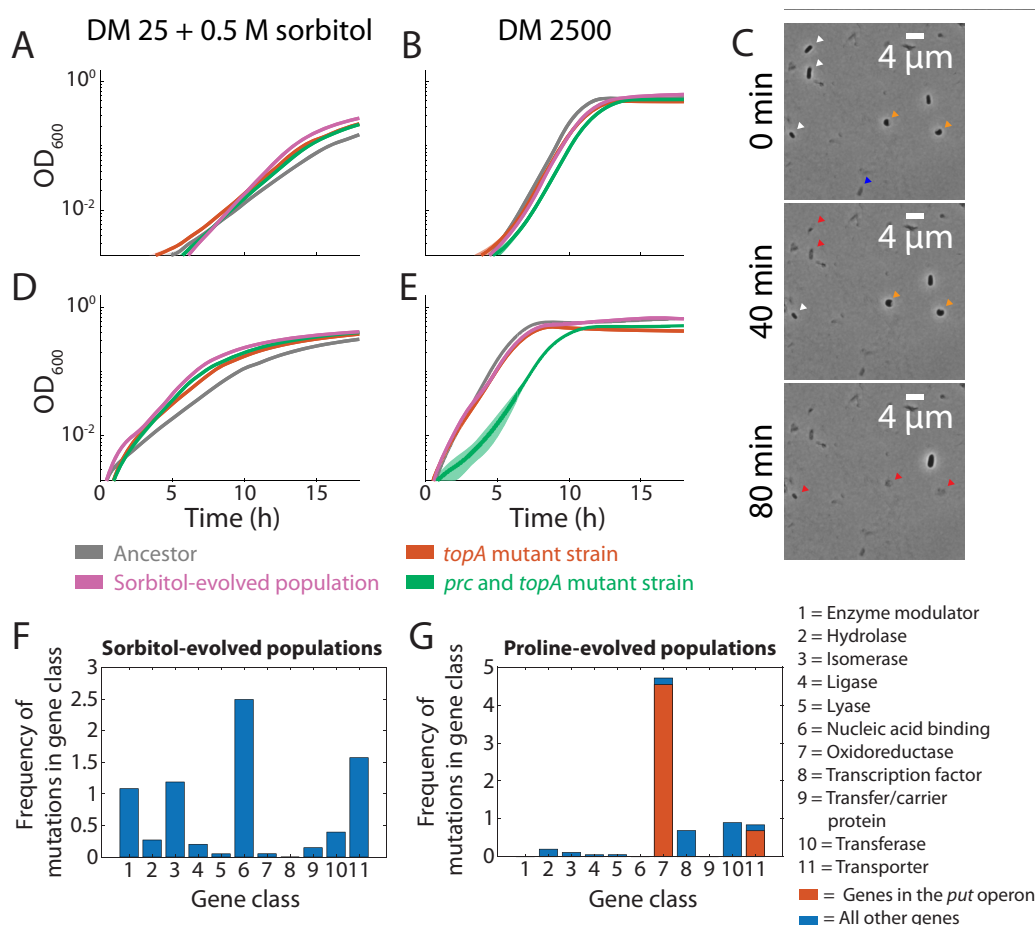 A
DM 25 + 0.5 M sorbitol
B
DM 2500
C
OD600
10⁰
10⁻²
0 min
4 μm
40 min
4 μm
80 min
4 μm
D
E
OD600
10⁰
10⁻²
0
5
10
15
0
5
10
15
Time (h)
Time (h)
Ancestor
topA mutant strain
Sorbitol-evolved population
prc and topA mutant strain
F
Sorbitol-evolved populations
Frequency of
mutations in gene class
3
2.5
2
1.5
1
0.5
0
1 2 3 4 5 6 7 8 9 10 11
Gene class
G
Proline-evolved populations
Frequency of
mutations in gene class
5
4
3
2
1
0
1 2 3 4 5 6 7 8 9 10 11
Gene class
1 = Enzyme modulator
2 = Hydrolase
3 = Isomerase
4 = Ligase
5 = Lyase
6 = Nucleic acid binding
7 = Oxidoreductase
8 = Transcription factor
9 = Transfer/carrier
protein
10 = Transferase
11 = Transporter
= Genes in the put operon
= All other genes